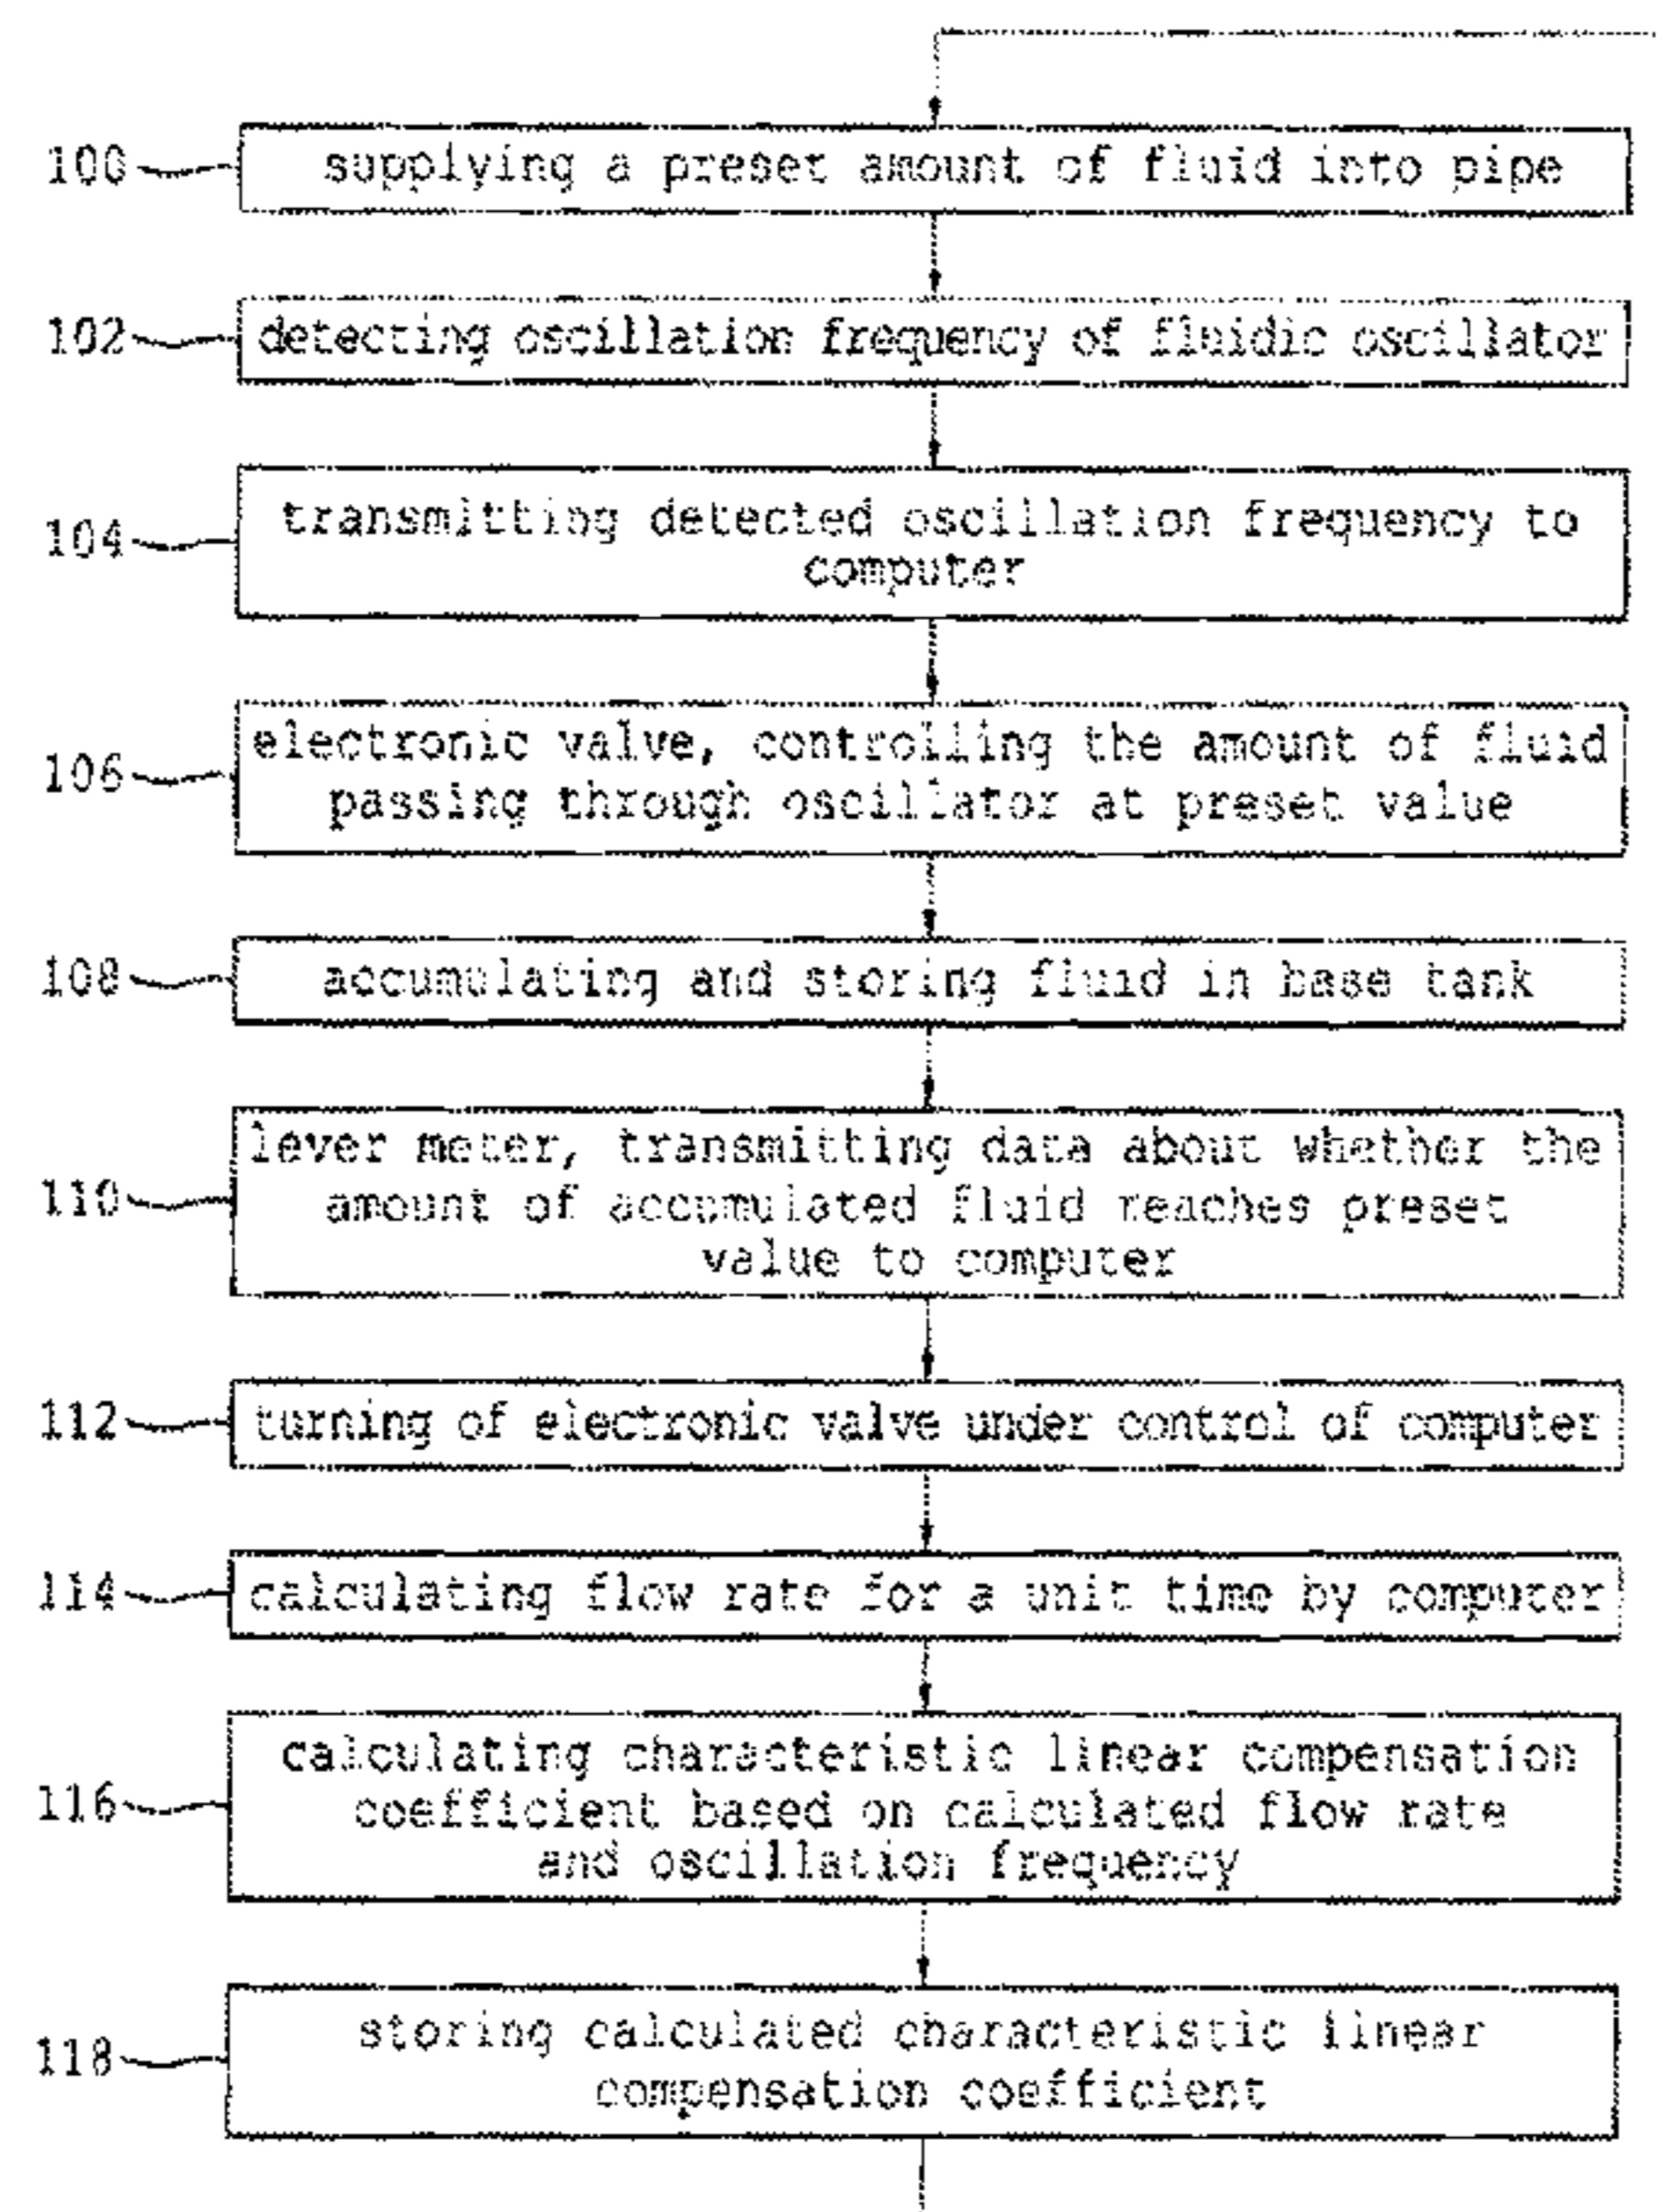 100 supplying a preset amount of fluid into pipe
102 detecting oscillation frequency of fluidic oscillator
104 transmitting detected oscillation frequency to
computer
106 electronic valve, controlling the amount of fluid
passing through oscillator at preset value
108 accumulating and storing fluid in base tank
110 lever meter, transmitting data about whether the
amount of accumulated fluid reaches preset
value to computer
112 turning of electronic valve under control of computer
114 calculating flow rate for a unit time by computer
116 calculating characteristic linear compensation
coefficient based on calculated flow rate
and oscillation frequency
118 storing calculated characteristic linear
compensation coefficient